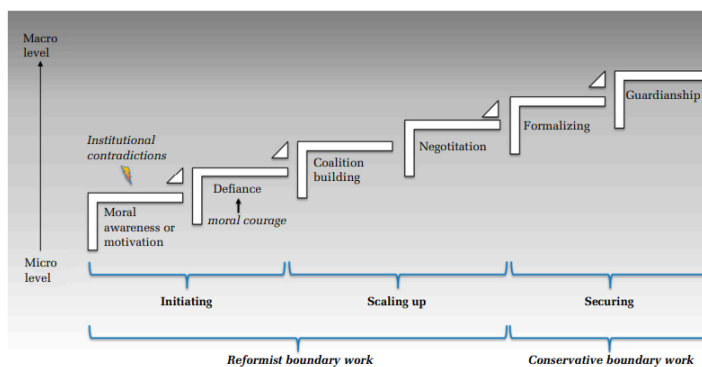 Macro
level
Institutional
contradictions
Moral
awareness or
motivation
Defiance
moral courage
Coalition
building
Negotitation
Formalizing
Guardianship
Micro
level
Initiating
Scaling up
Securing
Reformist boundary work
Conservative boundary work